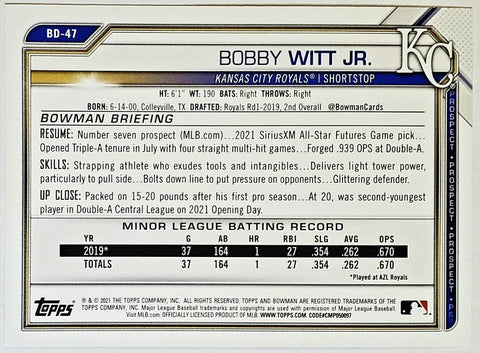 BD-47
BOBBY WITT JR.
KC
KANSAS CITY ROYALS® | SHORTSTOP
HT: 6'1" WT: 190 BATS: Right THROWS: Right
BORN: 6-14-00, Colleyville, TX DRAFTED: Royals Rd1-2019, 2nd Overall @BowmanCards
BOWMAN BRIEFING
RESUME: Number seven prospect (MLB.com)...2021 SiriusXM All-Star Futures Game pick...
Opened Triple-A tenure in July with four straight multi-hit games...Forged .939 OPS at Double-A.
SKILLS: Strapping athlete who exudes tools and intangibles...Delivers light tower power,
particularly to pull side...Bolts down line to put pressure on opponents...Glittering defender.
UP CLOSE: Packed on 15-20 pounds after his first pro season...At 20, was second-youngest
player in Double-A Central League on 2021 Opening Day.
MINOR LEAGUE BATTING RECORD
YR G AB HR RBI SLG AVG OPS
2019* 37 164 1 27 .354 .262 .670
TOTALS 37 164 1 27 .354 .262 .670
*Played at AZL Royals
PROSPECT • PROSPECT • PROSPECT • PROSPECT • PR
Topps
® & © 2021 THE TOPPS COMPANY, INC. ALL RIGHTS RESERVED. TOPPS AND BOWMAN ARE REGISTERED TRADEMARKS OF
THE TOPPS COMPANY, INC. Major League Baseball trademarks and copyrights are used with permission of Major League Baseball.
Visit MLB.com. OFFICIALLY LICENSED PRODUCT OF MLB PLAYERS, INC. WWW.TOPPS.COM. CODE#CMP050097